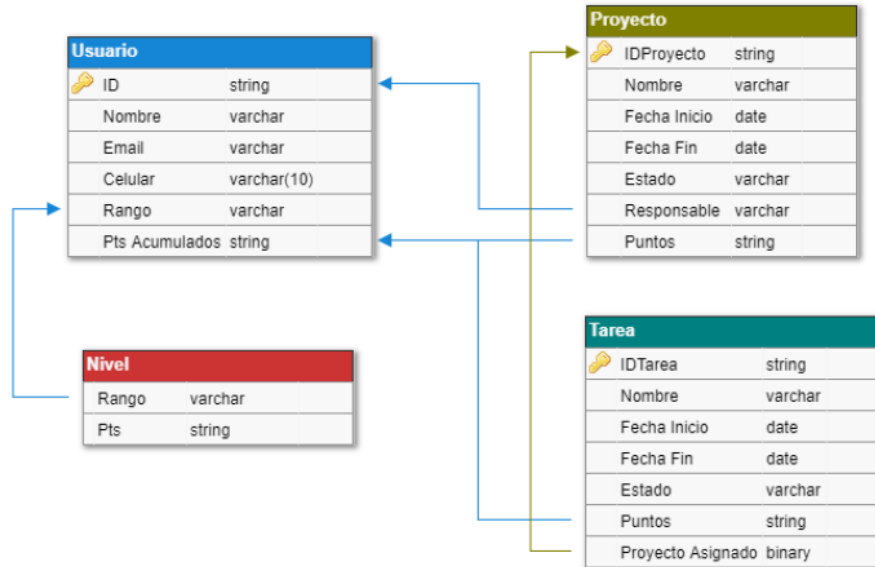 Usuario
ID string
Nombre varchar
Email varchar
Celular varchar(10)
Rango varchar
Pts Acumulados string
Proyecto
IDProyecto string
Nombre varchar
Fecha Inicio date
Fecha Fin date
Estado varchar
Responsable varchar
Puntos string
Nivel
Rango varchar
Pts string
Tarea
IDTarea string
Nombre varchar
Fecha Inicio date
Fecha Fin date
Estado varchar
Puntos string
Proyecto Asignado binary